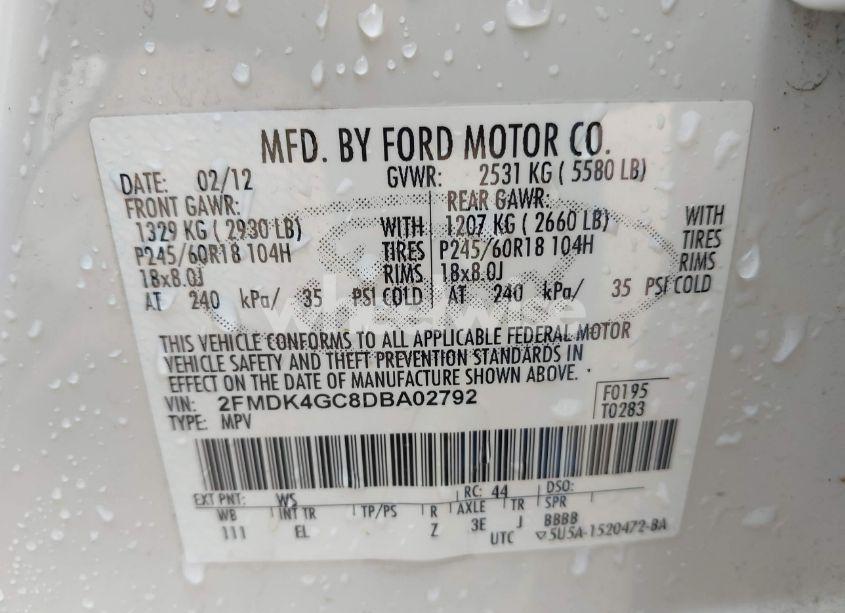 MFD. BY FORD MOTOR CO.
DATE: 02/12 GVWR: 2531 KG ( 5580 LB)
FRONT GAWR: REAR GAWR:
1329 KG ( 2930 LB) WITH 1207 KG ( 2660 LB) WITH
P245/60R18 104H TIRES P245/60R18 104H TIRES
18x8.0J RIMS 18x8.0J RIMS
AT 240 kPa/ 35 PSI COLD AT 240 kPa/ 35 PSI COLD
THIS VEHICLE CONFORMS TO ALL APPLICABLE FEDERAL MOTOR
VEHICLE SAFETY AND THEFT PREVENTION STANDARDS IN
EFFECT ON THE DATE OF MANUFACTURE SHOWN ABOVE.
VIN: 2FMDK4GC8DBA02792 F0195
TYPE: MPV T0283
EXT PNT: WS RC: 44 DSO:
WB INT TR TP/PS R AXLE TR SPR
111 EL Z 3E J BBBB
UTC ▽5U5A-1520472-BA